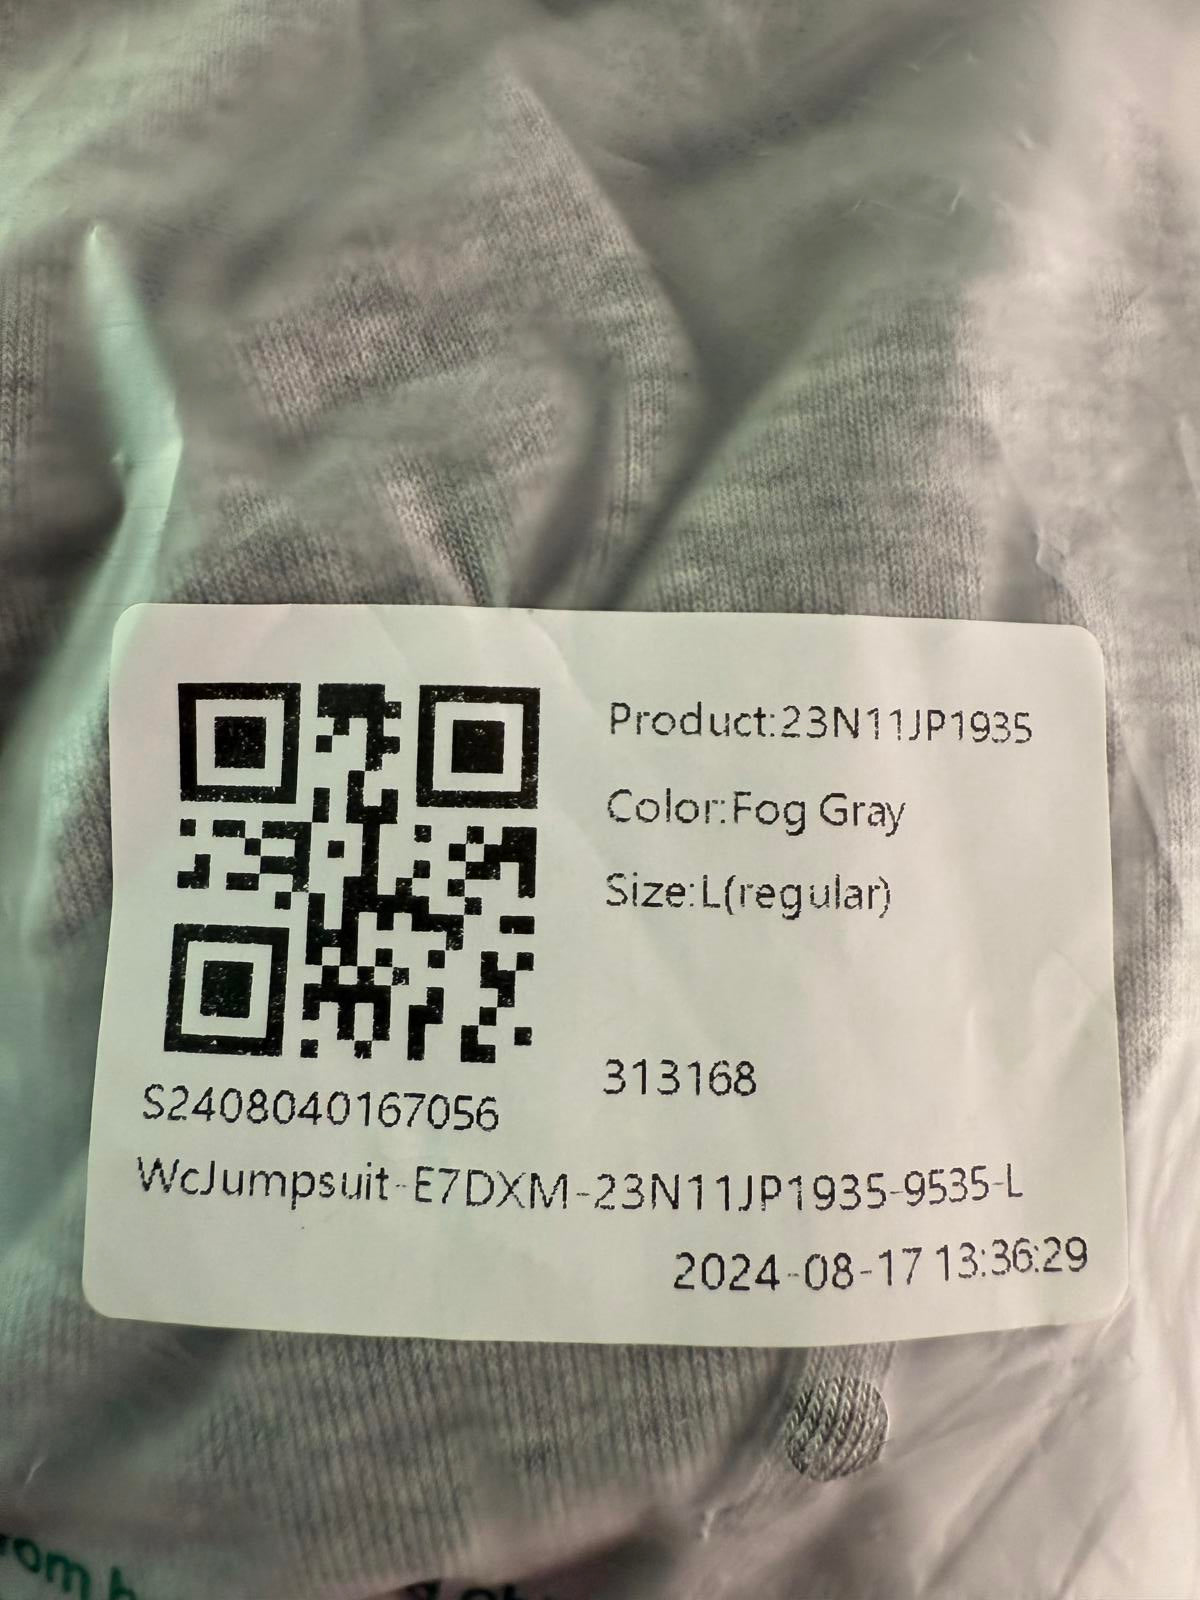 Product:23N11JP1935
Color:Fog Gray
Size:L(regular)
313168
S2408040167056
WcJumpsuit-E7DXM-23N11JP1935-9535-L
2024-08-17 13:36:29